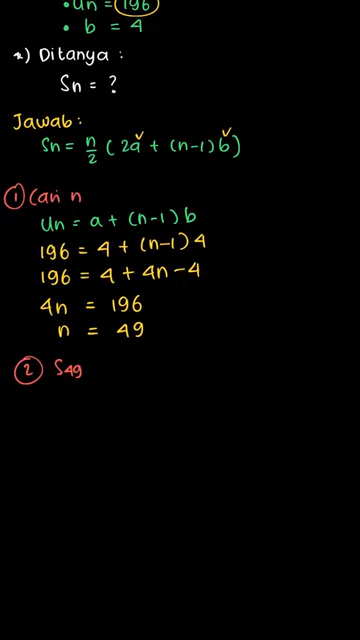 • Un = 196
• b = 4
*) Ditanya :
Sn = ?
Jawab :
Sn = n/2 ( 2a + (n-1) b )
① Cari n
Un = a + (n-1) b
196 = 4 + (n-1) 4
196 = 4 + 4n - 4
4n = 196
n = 49
② S49